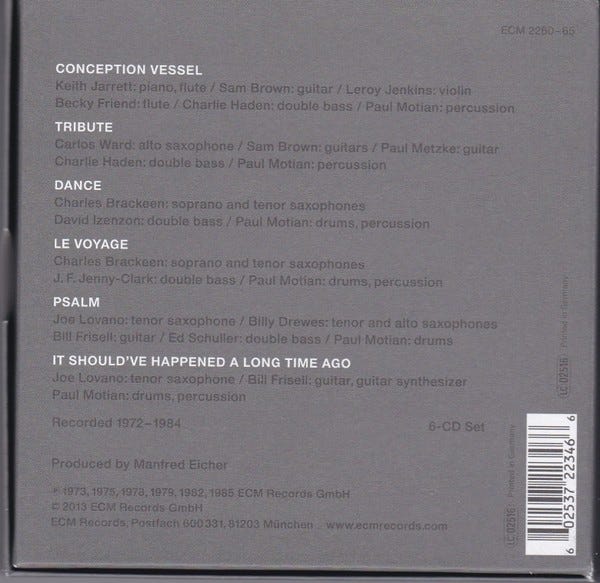 ECM 2260–65
CONCEPTION VESSEL
Keith Jarrett: piano, flute / Sam Brown: guitar / Leroy Jenkins: violin
Becky Friend: flute / Charlie Haden: double bass / Paul Motian: percussion
TRIBUTE
Carlos Ward: alto saxophone / Sam Brown: guitars / Paul Metzke: guitar
Charlie Haden: double bass / Paul Motian: percussion
DANCE
Charles Brackeen: soprano and tenor saxophones
David Izenzon: double bass / Paul Motian: drums, percussion
LE VOYAGE
Charles Brackeen: soprano and tenor saxophones
J. F. Jenny-Clark: double bass / Paul Motian: drums, percussion
PSALM
Joe Lovano: tenor saxophone / Billy Drewes: tenor and alto saxophones
Bill Frisell: guitar / Ed Schuller: double bass / Paul Motian: drums
IT SHOULD'VE HAPPENED A LONG TIME AGO
Joe Lovano: tenor saxophone / Bill Frisell: guitar, guitar synthesizer
Paul Motian: drums, percussion
Recorded 1972–1984
6-CD Set
Produced by Manfred Eicher
℗ 1973, 1975, 1978, 1979, 1982, 1985 ECM Records GmbH
© 2013 ECM Records GmbH
ECM Records, Postfach 600 331, 81203 München
www.ecmrecords.com
LC 02516 Printed in Germany
LC 02516 Printed in Germany
6 02537 22346 6